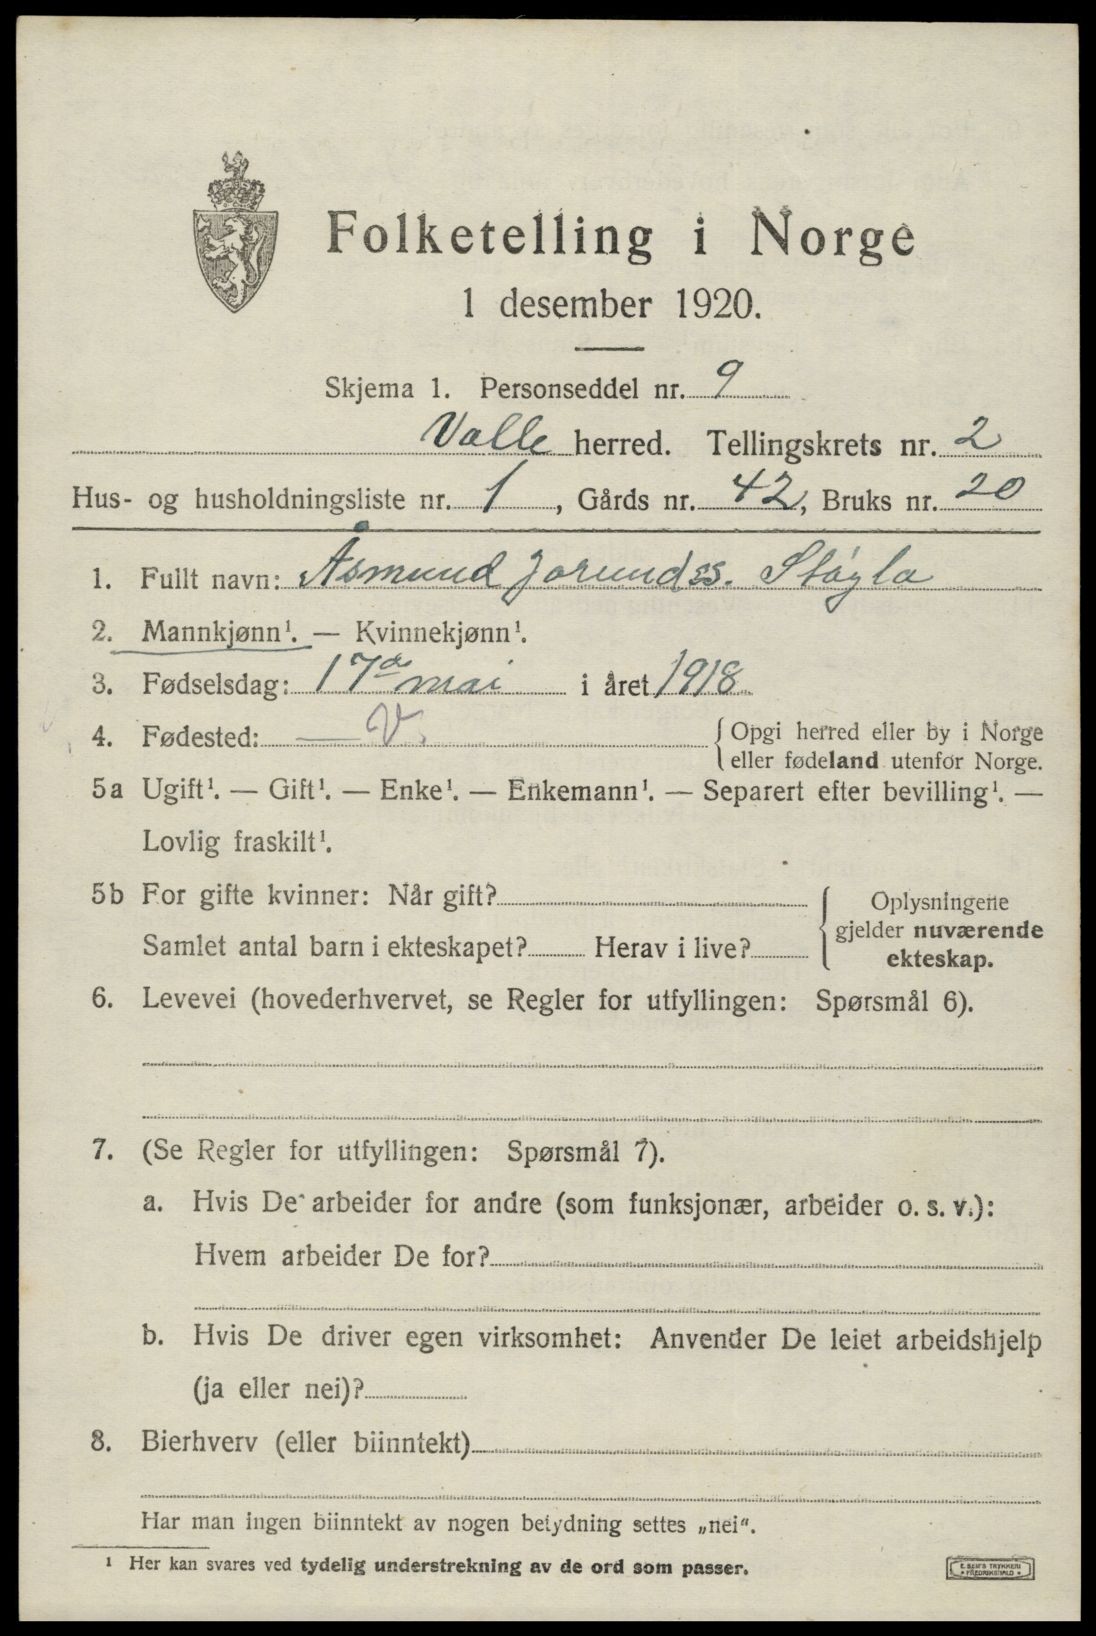 Folketelling i Norge
1 desember 1920.
Skjema 1. Personseddel nr. 9
Valle herred. Tellingskrets nr. 2
Hus- og husholdningsliste nr. 1, Gårds nr. 42, Bruks nr. 20
1. Fullt navn: Åsmund Jorundss. Støyla
2. Mannkjønn¹. — Kvinnekjønn¹.
3. Fødselsdag: 17de mai i året 1918
4. Fødested: — V. {Opgi herred eller by i Norge
eller fødeland utenfor Norge.
5a Ugift¹. — Gift¹. — Enke¹. — Enkemann¹. — Separert efter bevilling¹. —
Lovlig fraskilt¹.
5b For gifte kvinner: Når gift? { Oplysningene
gjelder nuværende
Samlet antal barn i ekteskapet? Herav i live?
ekteskap.
6. Levevei (hovederhvervet, se Regler for utfyllingen: Spørsmål 6).
7. (Se Regler for utfyllingen: Spørsmål 7).
a. Hvis De arbeider for andre (som funksjonær, arbeider o. s. v.):
Hvem arbeider De for?
b. Hvis De driver egen virksomhet: Anvender De leiet arbeidshjelp
(ja eller nei)?
8. Bierhverv (eller biinntekt)
Har man ingen biinntekt av nogen betydning settes „nei“.
¹ Her kan svares ved tydelig understrekning av de ord som passer.
E. SEM'S TRYKKERI
• FREDRIKSHALD •